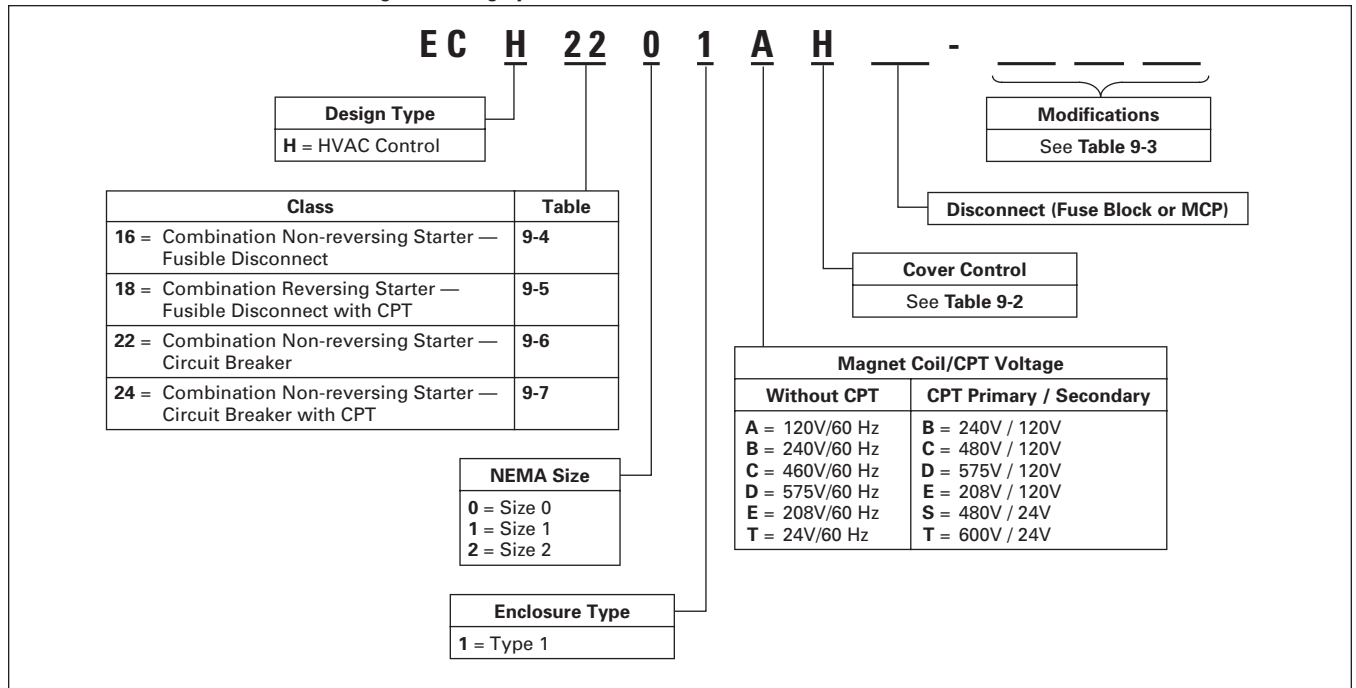 EC H 22 0 1 A H -
Design Type
H = HVAC Control
Modifications
See Table 9-3
Class Table
16 = Combination Non-reversing Starter — 9-4
Fusible Disconnect
18 = Combination Reversing Starter — 9-5
Fusible Disconnect with CPT
22 = Combination Non-reversing Starter — 9-6
Circuit Breaker
24 = Combination Non-reversing Starter — 9-7
Circuit Breaker with CPT
Disconnect (Fuse Block or MCP)
Cover Control
See Table 9-2
Magnet Coil/CPT Voltage
Without CPT CPT Primary / Secondary
A = 120V/60 Hz B = 240V / 120V
B = 240V/60 Hz C = 480V / 120V
C = 460V/60 Hz D = 575V / 120V
D = 575V/60 Hz E = 208V / 120V
E = 208V/60 Hz S = 480V / 24V
T = 24V/60 Hz T = 600V / 24V
NEMA Size
0 = Size 0
1 = Size 1
2 = Size 2
Enclosure Type
1 = Type 1